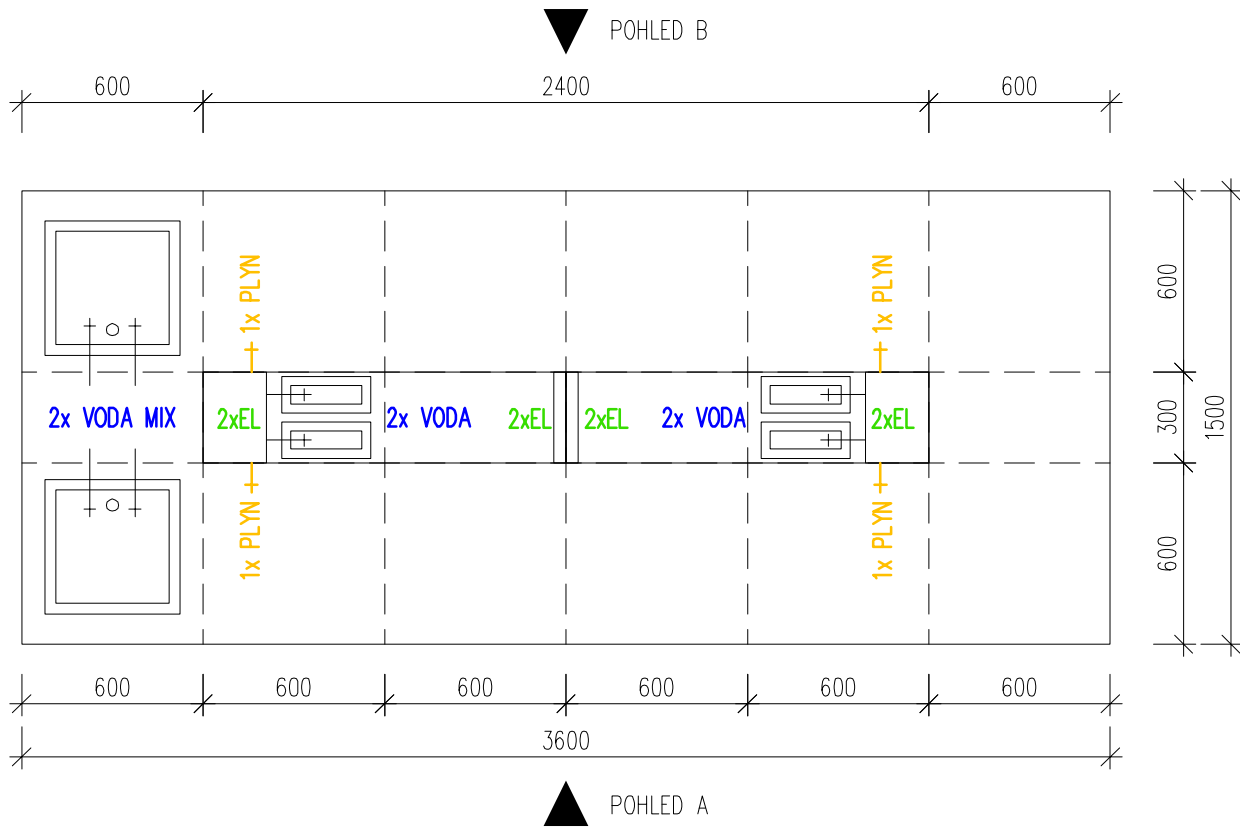 POHLED B
600
2400
600
1x PLYN
1x PLYN
600
2x VODA MIX
2xEL
2x VODA
2xEL
2xEL
2x VODA
2xEL
300
1500
1x PLYN
1x PLYN
600
600
600
600
600
600
600
3600
POHLED A